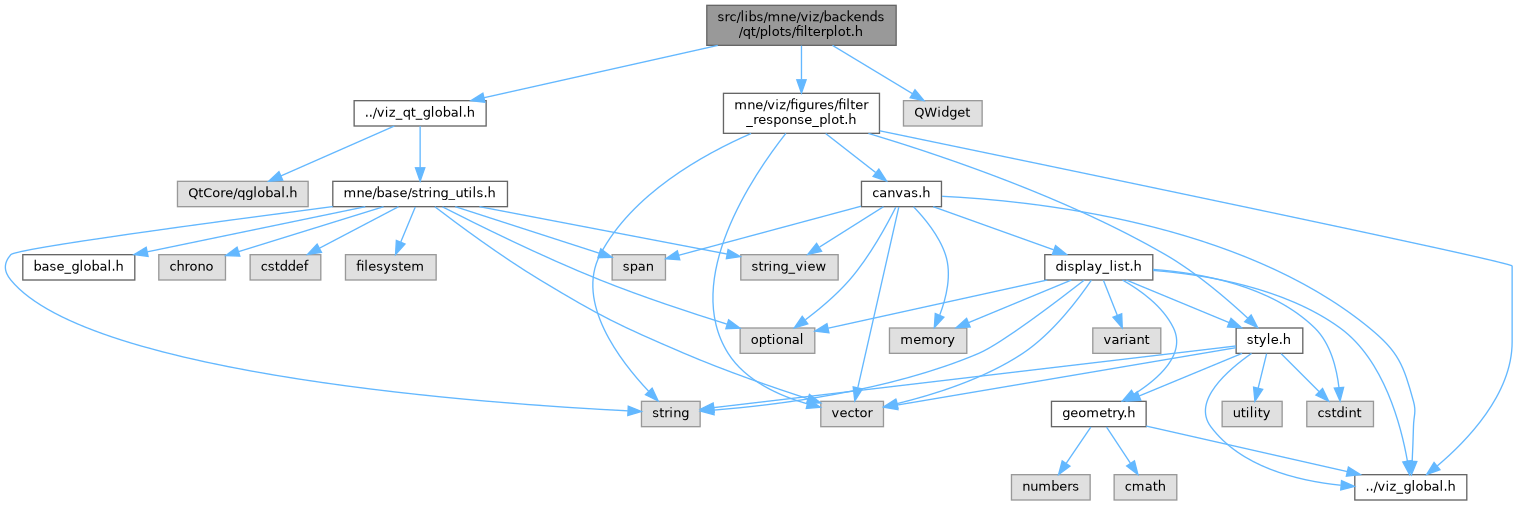 src/libs/mne/viz/backends
/qt/plots/filterplot.h
../viz_qt_global.h
mne/viz/figures/filter
_response_plot.h
QWidget
QtCore/qglobal.h
mne/base/string_utils.h
canvas.h
base_global.h
chrono
cstddef
filesystem
span
string_view
display_list.h
optional
memory
variant
style.h
string
vector
geometry.h
utility
cstdint
numbers
cmath
../viz_global.h